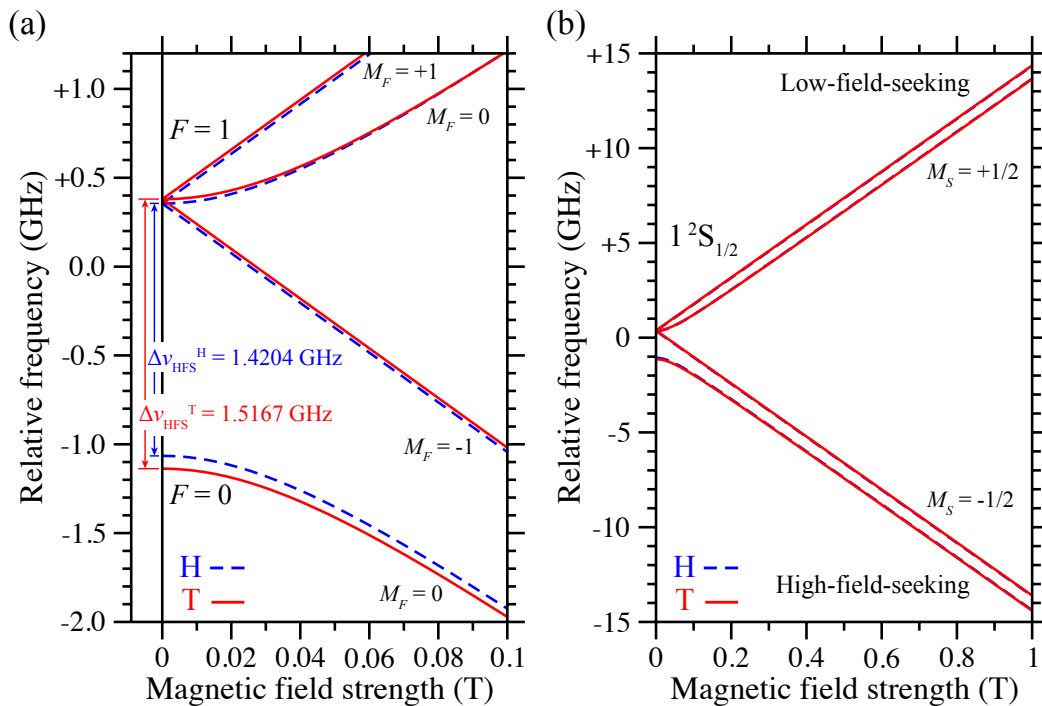 (a)
Relative frequency (GHz)
+1.0
+0.5
0.0
-0.5
-1.0
-1.5
-2.0
M_F = +1
F = 1
M_F = 0
Δν_HFS^H = 1.4204 GHz
Δν_HFS^T = 1.5167 GHz
M_F = -1
F = 0
H
T
M_F = 0
0 0.02 0.04 0.06 0.08 0.1
Magnetic field strength (T)
(b)
Relative frequency (GHz)
+15
+10
+5
0
-5
-10
-15
Low-field-seeking
M_S = +1/2
1 ²S_1/2
M_S = -1/2
H
T
High-field-seeking
0 0.2 0.4 0.6 0.8 1
Magnetic field strength (T)